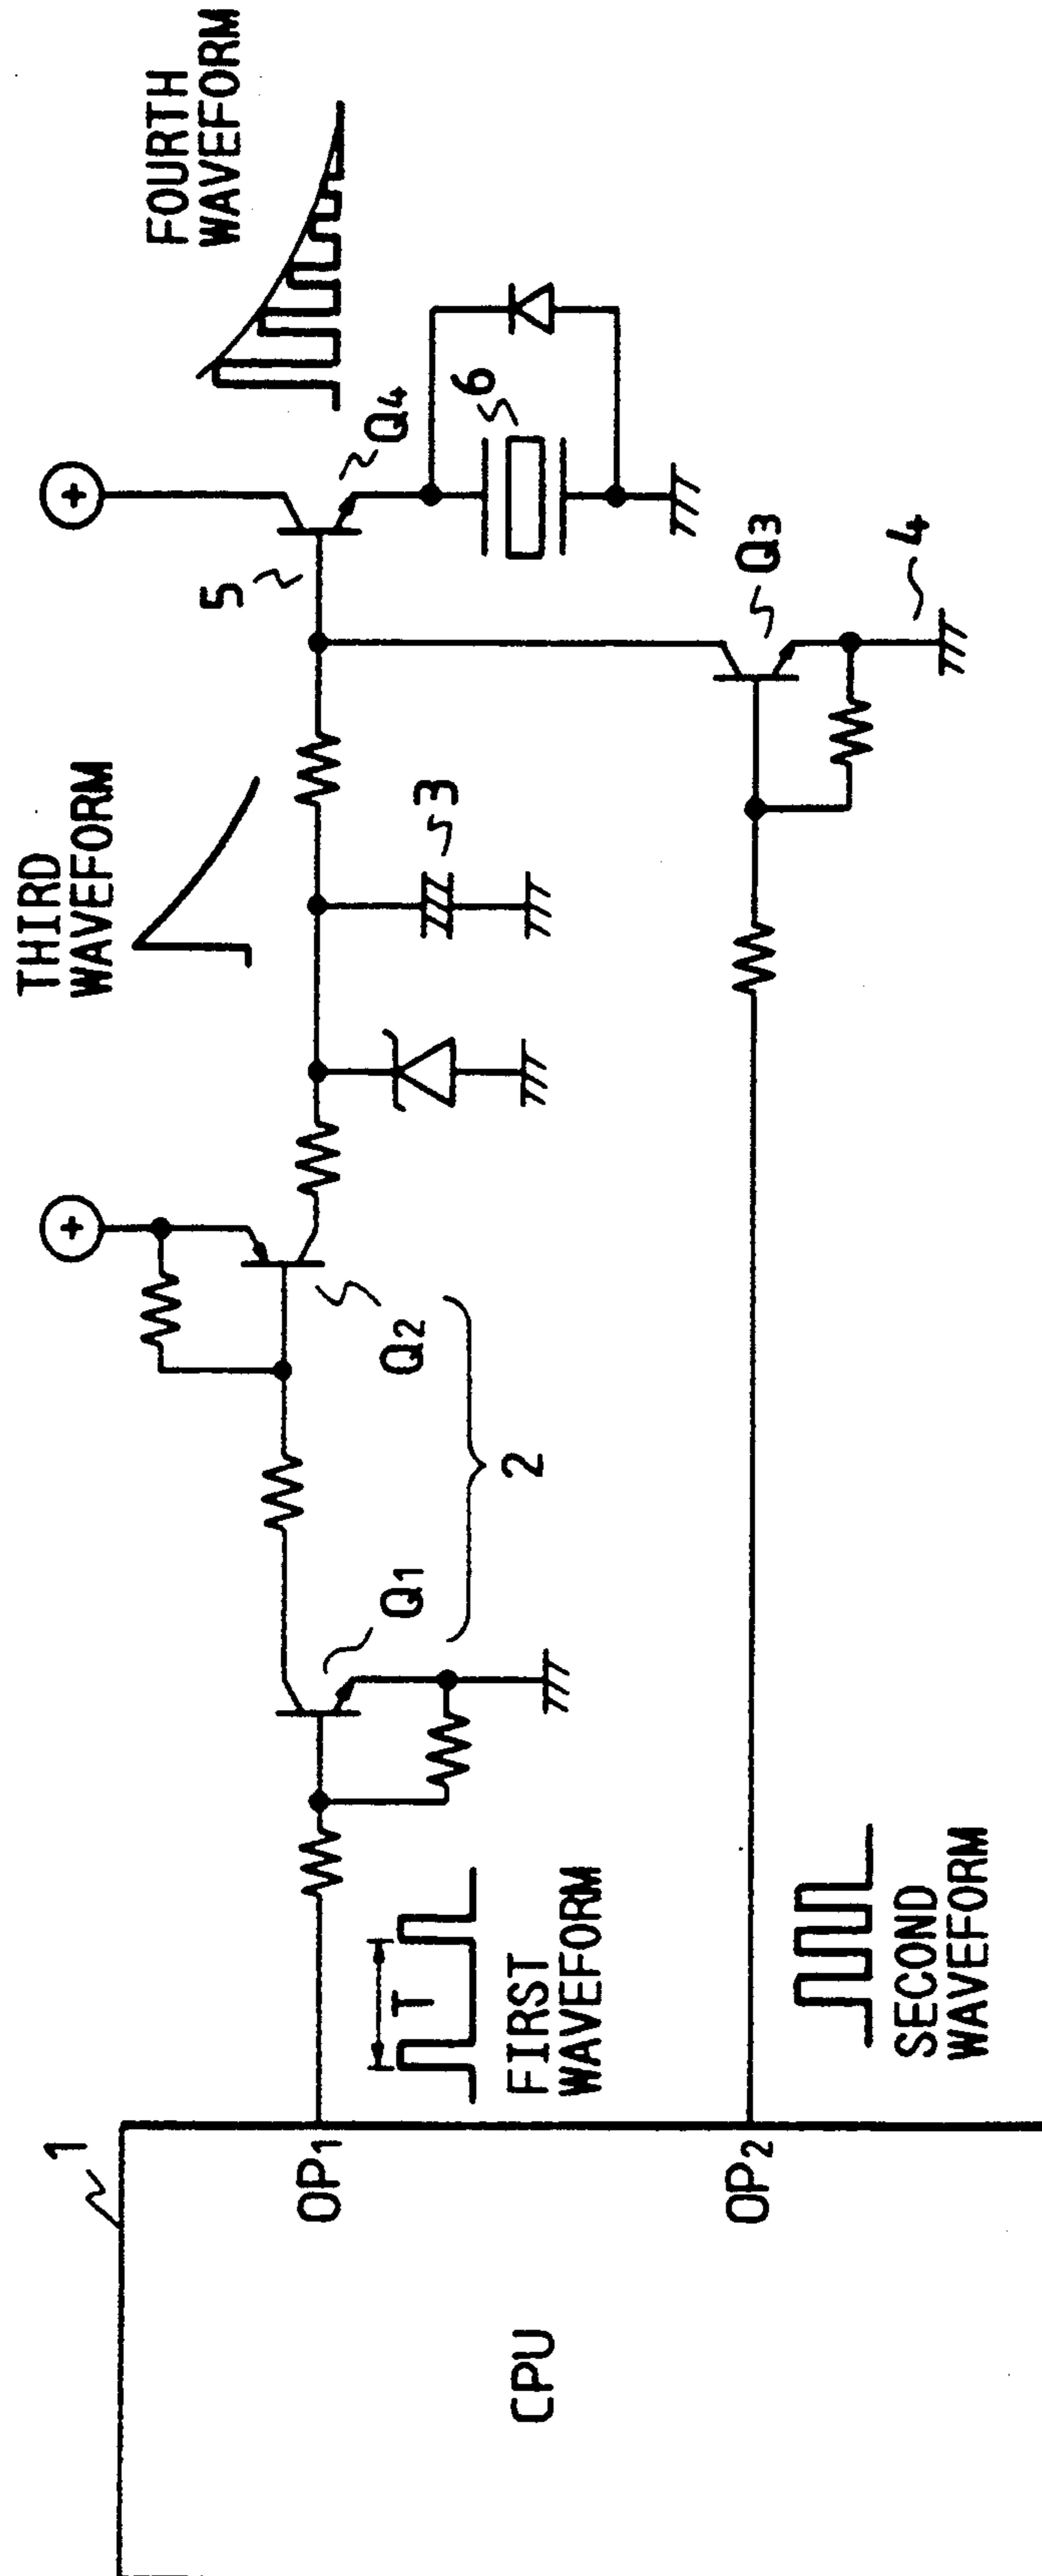 1
CPU
OP1
OP2
T
FIRST
WAVEFORM
SECOND
WAVEFORM
Q1
2
Q2
+
THIRD
WAVEFORM
3
+
5
Q4
6
FOURTH
WAVEFORM
Q3
4